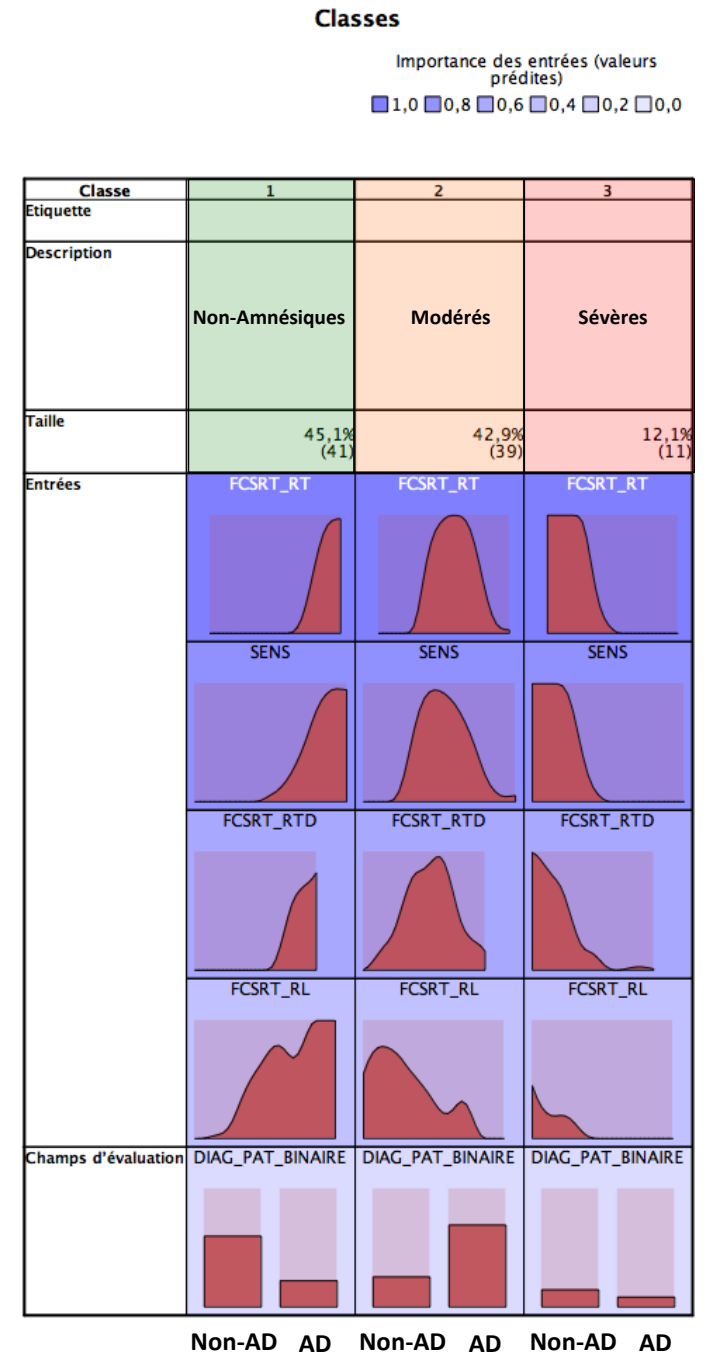 Classes
Importance des entrées (valeurs
prédites)
1,0 0,8 0,6 0,4 0,2 0,0
Classe 1 2 3
Etiquette
Description
Non-Amnésiques Modérés Sévères
Taille
45,1% 42,9% 12,1%
(41) (39) (11)
Entrées FCSRT_RT FCSRT_RT FCSRT_RT
SENS SENS SENS
FCSRT_RTD FCSRT_RTD FCSRT_RTD
FCSRT_RL FCSRT_RL FCSRT_RL
Champs d'évaluation DIAG_PAT_BINAIRE DIAG_PAT_BINAIRE DIAG_PAT_BINAIRE
Non-AD AD Non-AD AD Non-AD AD